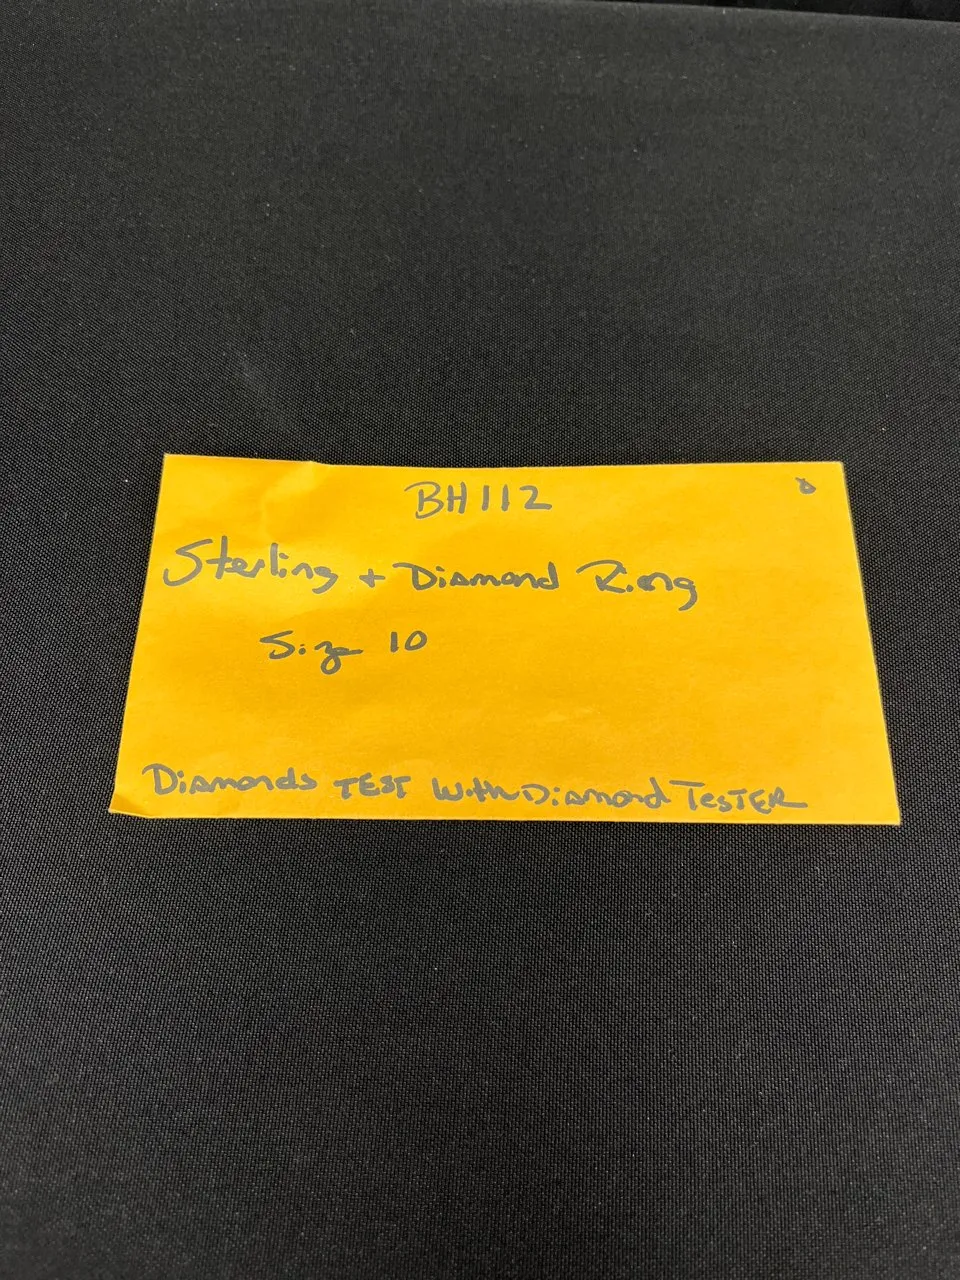 BH112
Sterling + Diamond Ring
Size 10
Diamonds TEST With Diamond TESTER